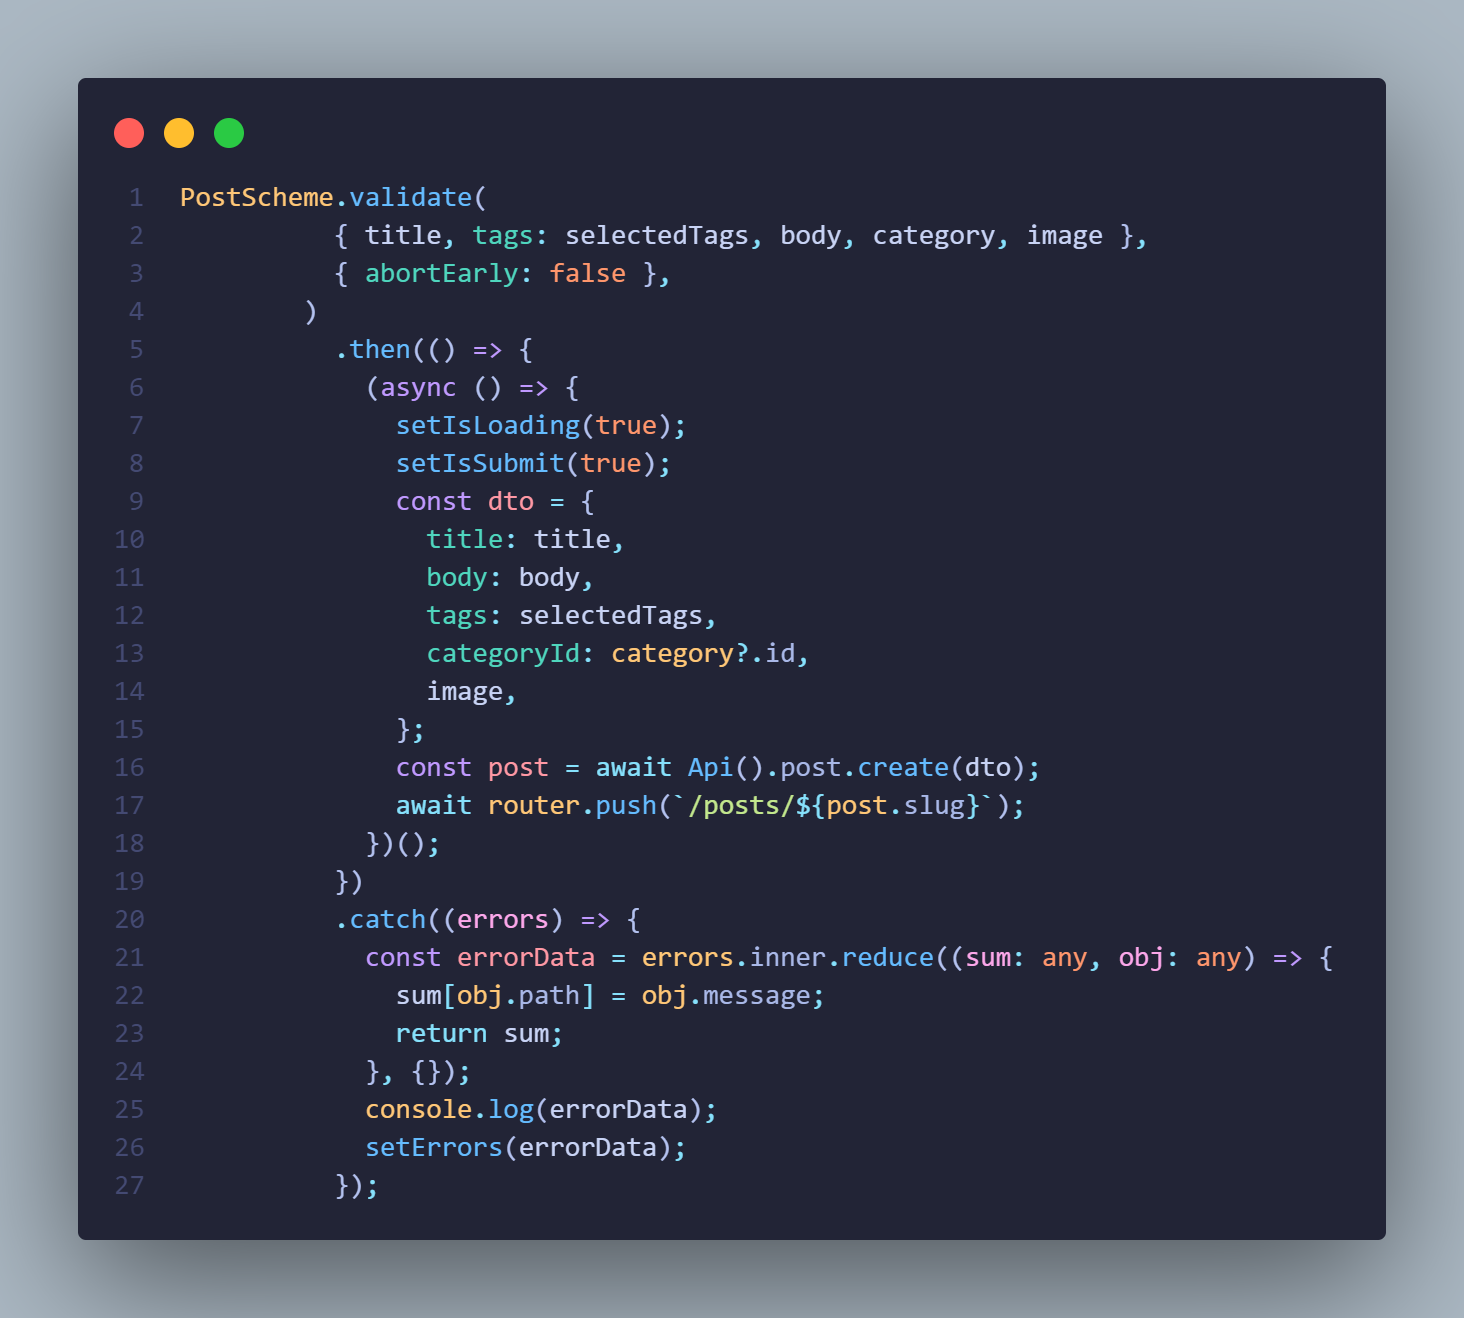 1 PostScheme.validate(
2 { title, tags: selectedTags, body, category, image },
3 { abortEarly: false },
4 )
5 .then(() => {
6 (async () => {
7 setIsLoading(true);
8 setIsSubmit(true);
9 const dto = {
10 title: title,
11 body: body,
12 tags: selectedTags,
13 categoryId: category?.id,
14 image,
15 };
16 const post = await Api().post.create(dto);
17 await router.push(`/posts/${post.slug}`);
18 })();
19 })
20 .catch((errors) => {
21 const errorData = errors.inner.reduce((sum: any, obj: any) => {
22 sum[obj.path] = obj.message;
23 return sum;
24 }, {});
25 console.log(errorData);
26 setErrors(errorData);
27 });